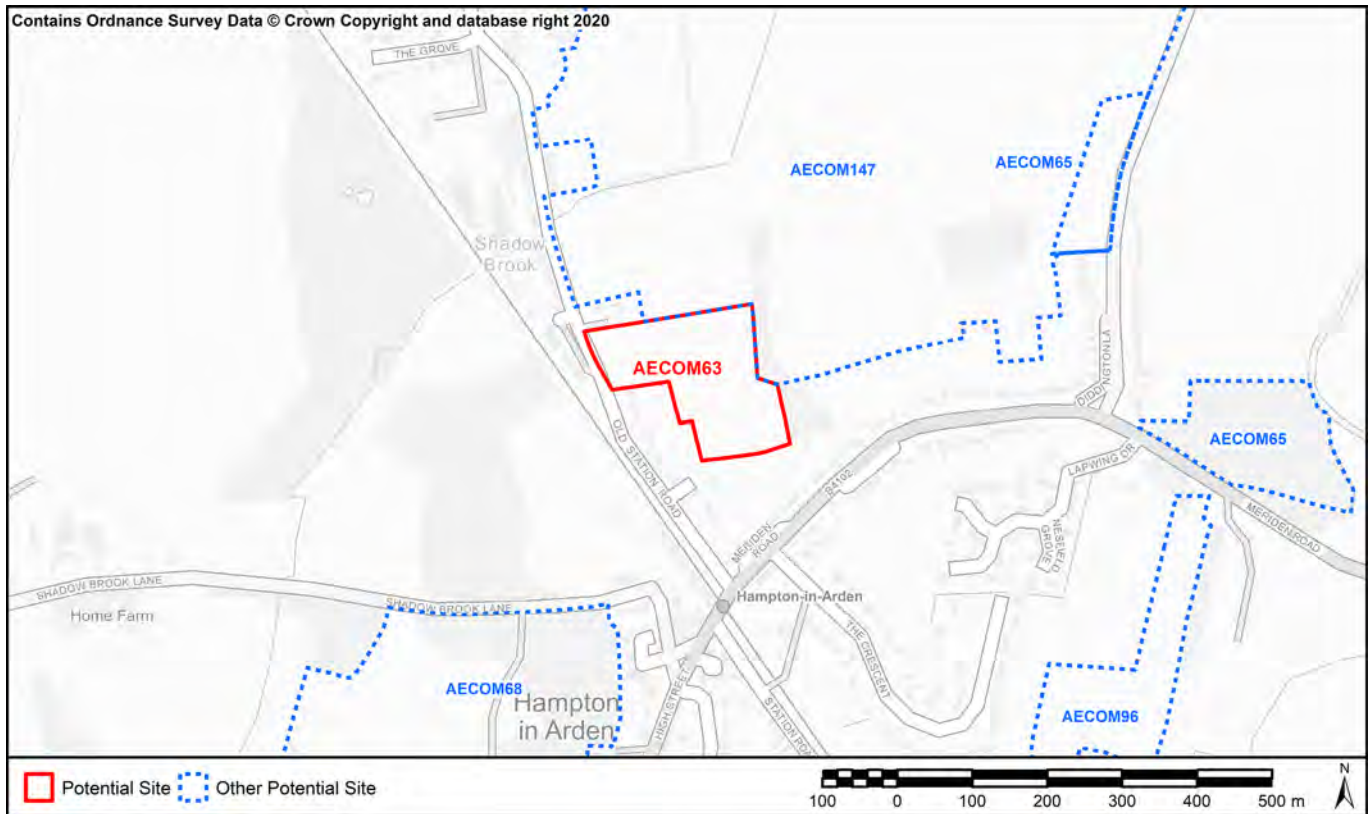 Contains Ordnance Survey Data © Crown Copyright and database right 2020
THE GROVE
AECOM147
AECOM65
Shadow
Brook
AECOM63
DIDDINGTONLA
OLD STATION ROAD
B4102
LAPWING DR
AECOM65
MERIDEN
ROAD
NESFIELD
GROVE
MERIDEN ROAD
SHADOW BROOK LANE
SHADOW BROOK LANE
Hampton-in-Arden
Home Farm
THE CRESCENT
AECOM68
Hampton
in Arden
HIGH STREET
STATION ROA
AECOM96
Potential Site
Other Potential Site
100 0 100 200 300 400 500 m
N